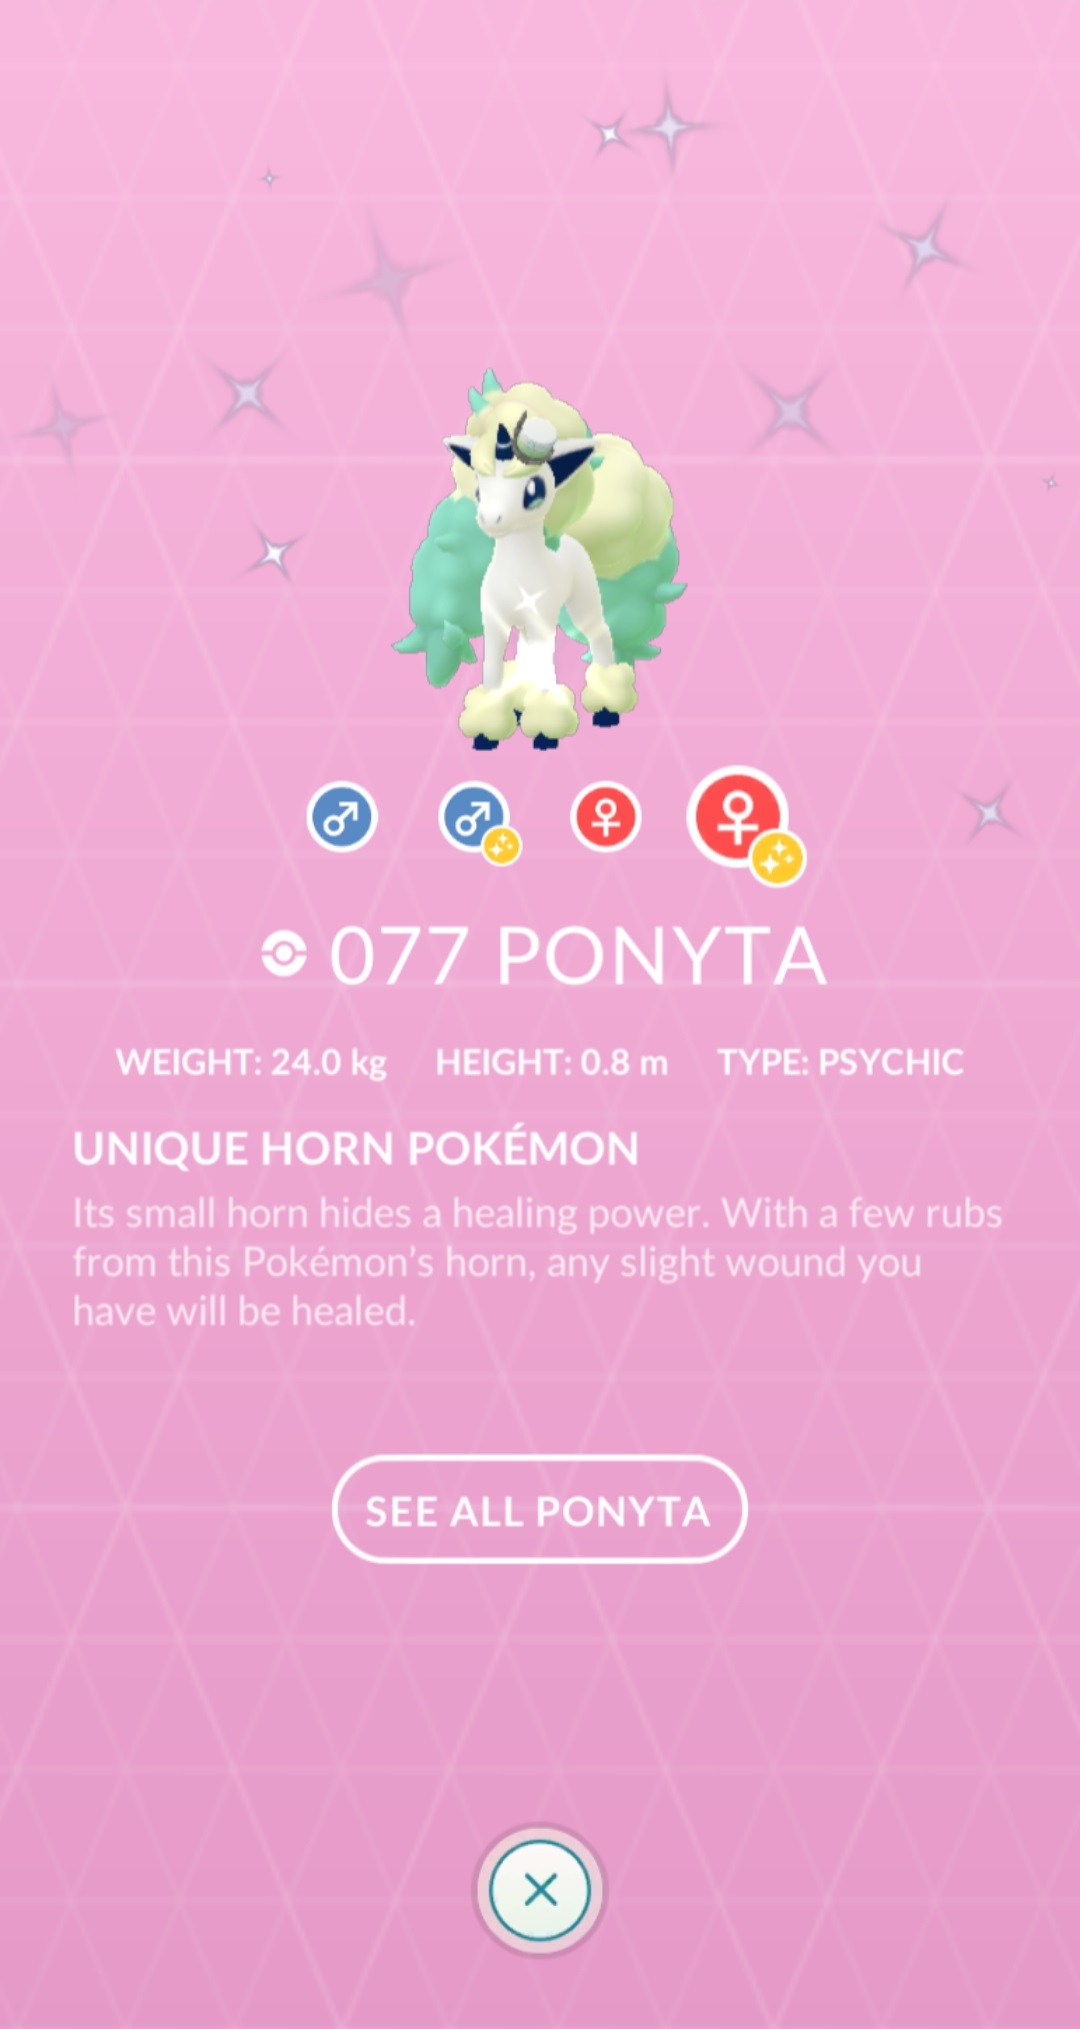 077 PONYTA
WEIGHT: 24.0 kg HEIGHT: 0.8 m TYPE: PSYCHIC
UNIQUE HORN POKÉMON
Its small horn hides a healing power. With a few rubs
from this Pokémon's horn, any slight wound you
have will be healed.
SEE ALL PONYTA